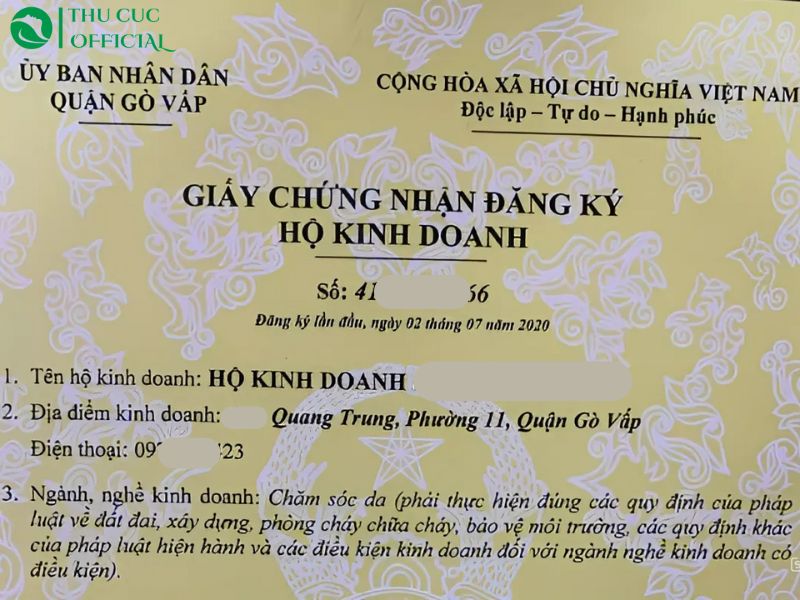 THU CUC
OFFICIAL
ỦY BAN NHÂN DÂN
QUẬN GÒ VẤP
CỘNG HÒA XÃ HỘI CHỦ NGHĨA VIỆT NAM
Độc lập – Tự do – Hạnh phúc
GIẤY CHỨNG NHẬN ĐĂNG KÝ
HỘ KINH DOANH
Số: 41 66
Đăng ký lần đầu, ngày 02 tháng 07 năm 2020
1. Tên hộ kinh doanh: HỘ KINH DOANH
2. Địa điểm kinh doanh: Quang Trung, Phường 11, Quận Gò Vấp
Điện thoại: 09 423
3. Ngành, nghề kinh doanh: Chăm sóc da (phải thực hiện đúng các quy định của pháp
luật về đất đai, xây dựng, phòng cháy chữa cháy, bảo vệ môi trường, các quy định khác
của pháp luật hiện hành và các điều kiện kinh doanh đối với ngành nghề kinh doanh có
điều kiện).